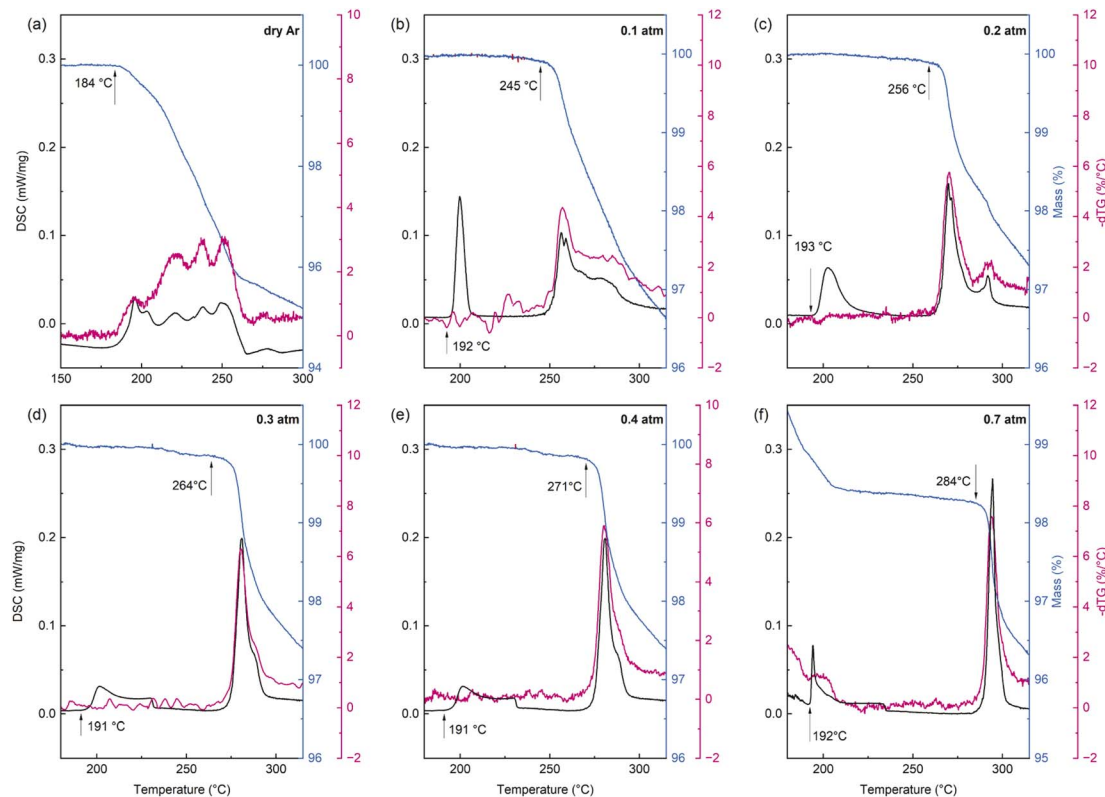 (a)
dry Ar
184 °C
DSC (mW/mg)
0.3
0.2
0.1
0.0
100
98
96
94
6
5
4
3
2
1
0
150 200 250 300
(b)
0.1 atm
245 °C
192 °C
0.3
0.2
0.1
0.0
100
99
98
97
96
12
10
8
6
4
2
0
-2
200 250 300
(c)
0.2 atm
256 °C
193 °C
0.3
0.2
0.1
0.0
100
99
98
97
96
Mass (%)
12
10
8
6
4
2
0
-2
-dTG (%/°C)
200 250 300
(d)
0.3 atm
264°C
191 °C
DSC (mW/mg)
0.3
0.2
0.1
0.0
100
99
98
97
96
12
10
8
6
4
2
0
-2
200 250 300
Temperature (°C)
(e)
0.4 atm
271°C
191 °C
0.3
0.2
0.1
0.0
100
99
98
97
96
10
8
6
4
2
0
-2
200 250 300
Temperature (°C)
(f)
0.7 atm
284°C
192°C
0.3
0.2
0.1
0.0
99
98
97
96
95
Mass (%)
12
10
8
6
4
2
0
-2
-dTG (%/°C)
200 250 300
Temperature (°C)